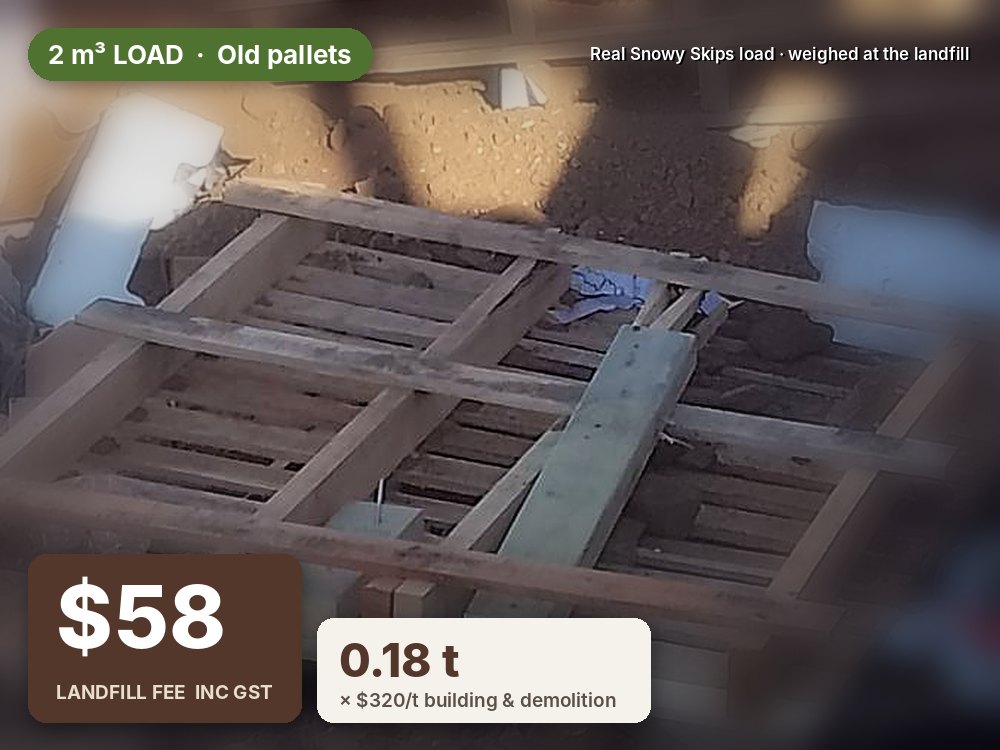 2 m³ LOAD · Old pallets
Real Snowy Skips load · weighed at the landfill
$58
LANDFILL FEE INC GST
0.18 t
× $320/t building & demolition